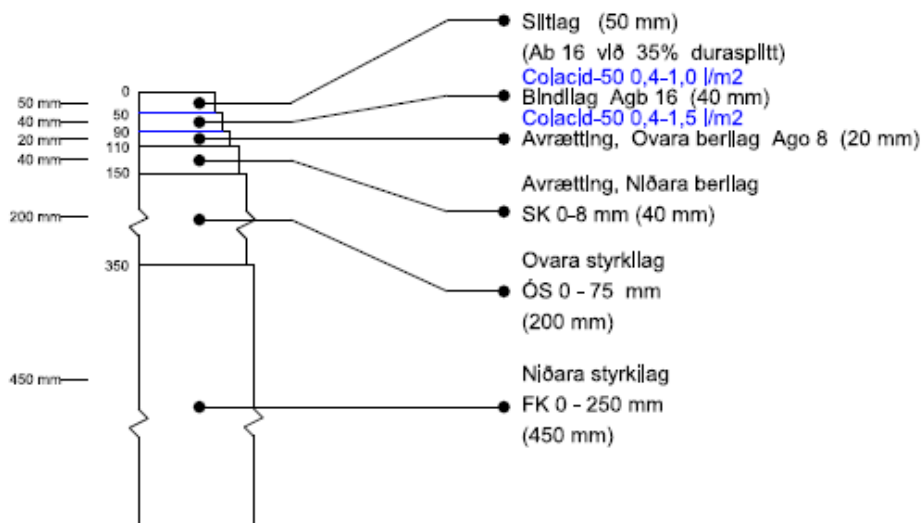 Slitlag (50 mm)
(Ab 16 við 35% durasplitt)
Colacid-50 0,4-1,0 l/m2
Bindilag Agb 16 (40 mm)
Colacid-50 0,4-1,5 l/m2
Avrætting, Ovara berilag Ago 8 (20 mm)
Avrætting, Niðara berilag
SK 0-8 mm (40 mm)
Ovara styrkilag
ÓS 0 - 75 mm
(200 mm)
Niðara styrkilag
FK 0 - 250 mm
(450 mm)
0
50 mm
50
40 mm
90
20 mm
110
40 mm
150
200 mm
350
450 mm